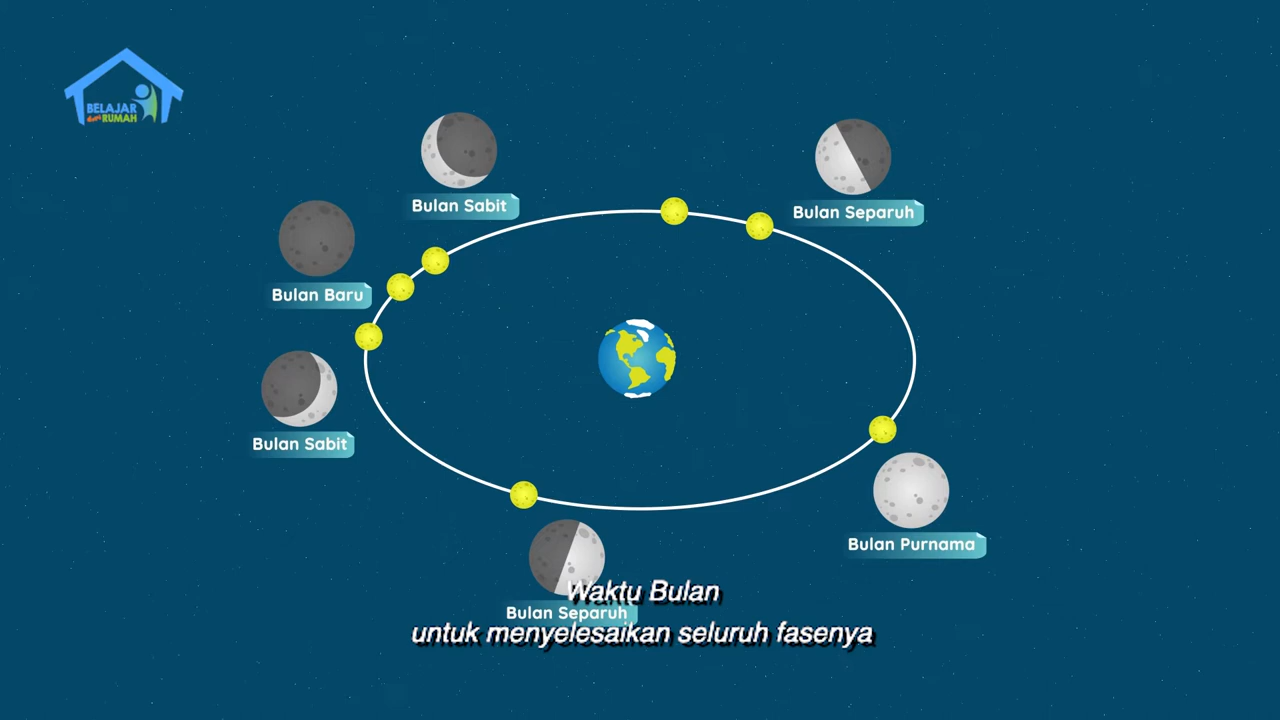 BELAJAR
dari RUMAH
Bulan Sabit
Bulan Separuh
Bulan Baru
Bulan Sabit
Bulan Purnama
Bulan Separuh
Waktu Bulan
untuk menyelesaikan seluruh fasenya